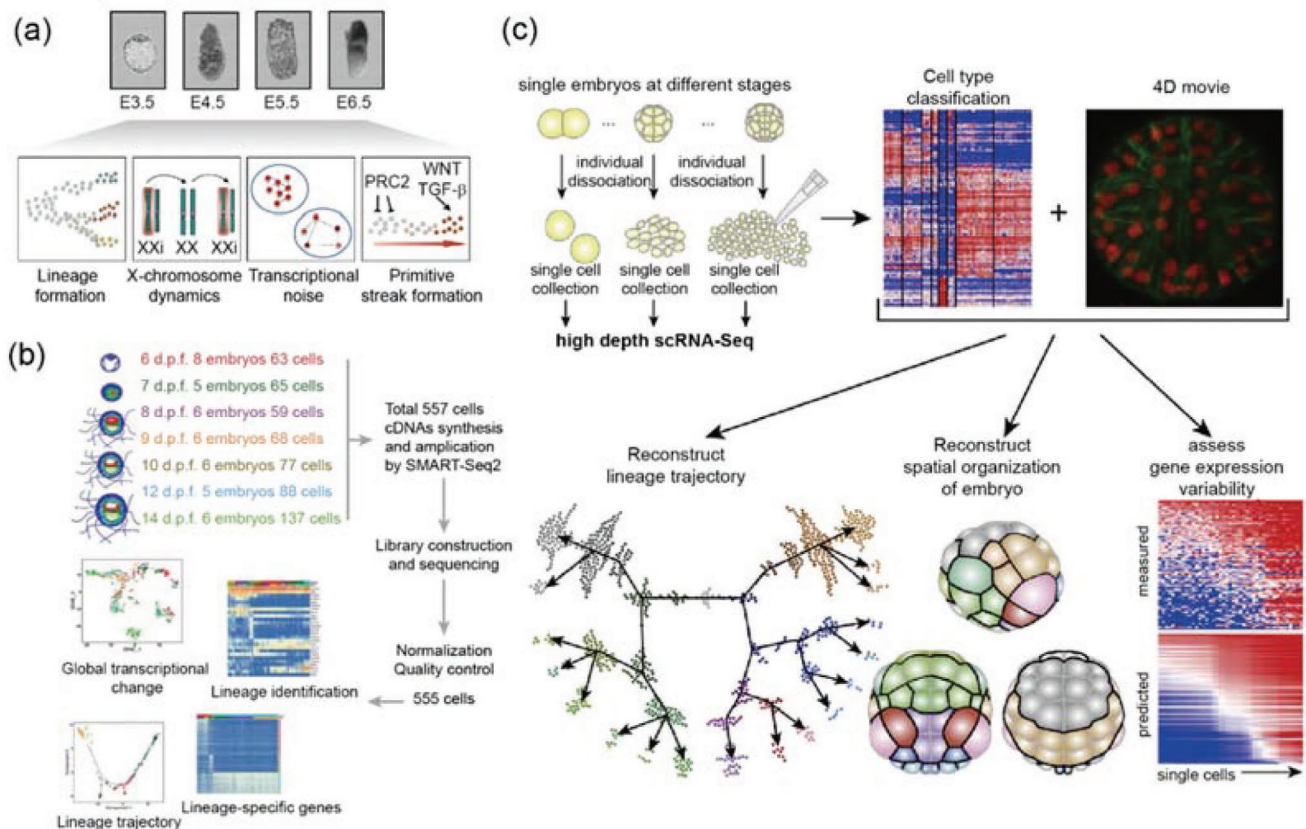 (a)
E3.5 E4.5 E5.5 E6.5
PRC2
WNT
TGF-β
XXi XX XXi
Lineage
formation
X-chromosome
dynamics
Transcriptional
noise
Primitive
streak formation
(b)
6 d.p.f. 8 embryos 63 cells
7 d.p.f. 5 embryos 65 cells
8 d.p.f. 6 embryos 59 cells
9 d.p.f. 6 embryos 68 cells
10 d.p.f. 6 embryos 77 cells
12 d.p.f. 5 embryos 88 cells
14 d.p.f. 6 embryos 137 cells
Total 557 cells
cDNAs synthesis
and amplication
by SMART-Seq2
Library construction
and sequencing
Normalization
Quality control
555 cells
Global transcriptional
change
Lineage identification
Lineage trajectory
Lineage-specific genes
(c)
single embryos at different stages
... ...
individual
dissociation
individual
dissociation
single cell
collection
single cell
collection
single cell
collection
high depth scRNA-Seq
Cell type
classification
+
4D movie
Reconstruct
lineage trajectory
Reconstruct
spatial organization
of embryo
assess
gene expression
variability
measured
predicted
single cells